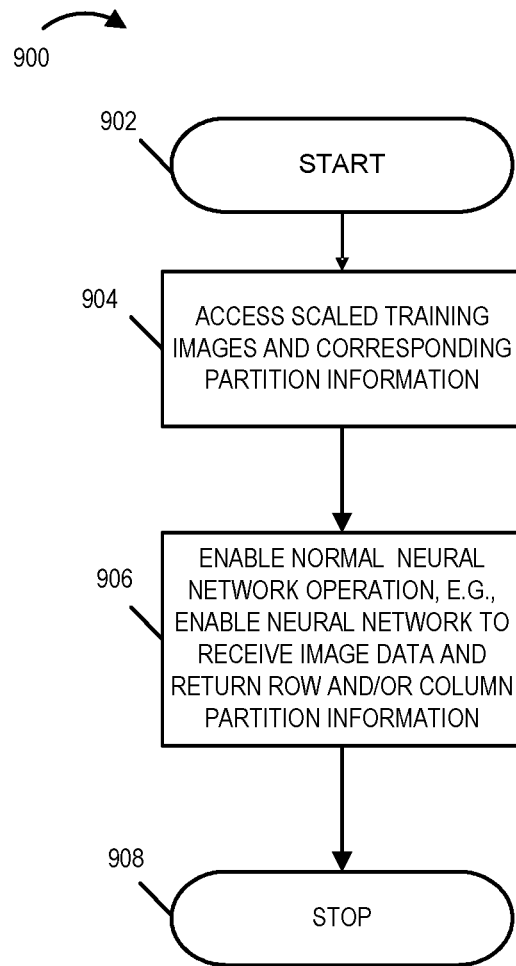 900
902
START
904
ACCESS SCALED TRAINING
IMAGES AND CORRESPONDING
PARTITION INFORMATION
906
ENABLE NORMAL NEURAL
NETWORK OPERATION, E.G.,
ENABLE NEURAL NETWORK TO
RECEIVE IMAGE DATA AND
RETURN ROW AND/OR COLUMN
PARTITION INFORMATION
908
STOP